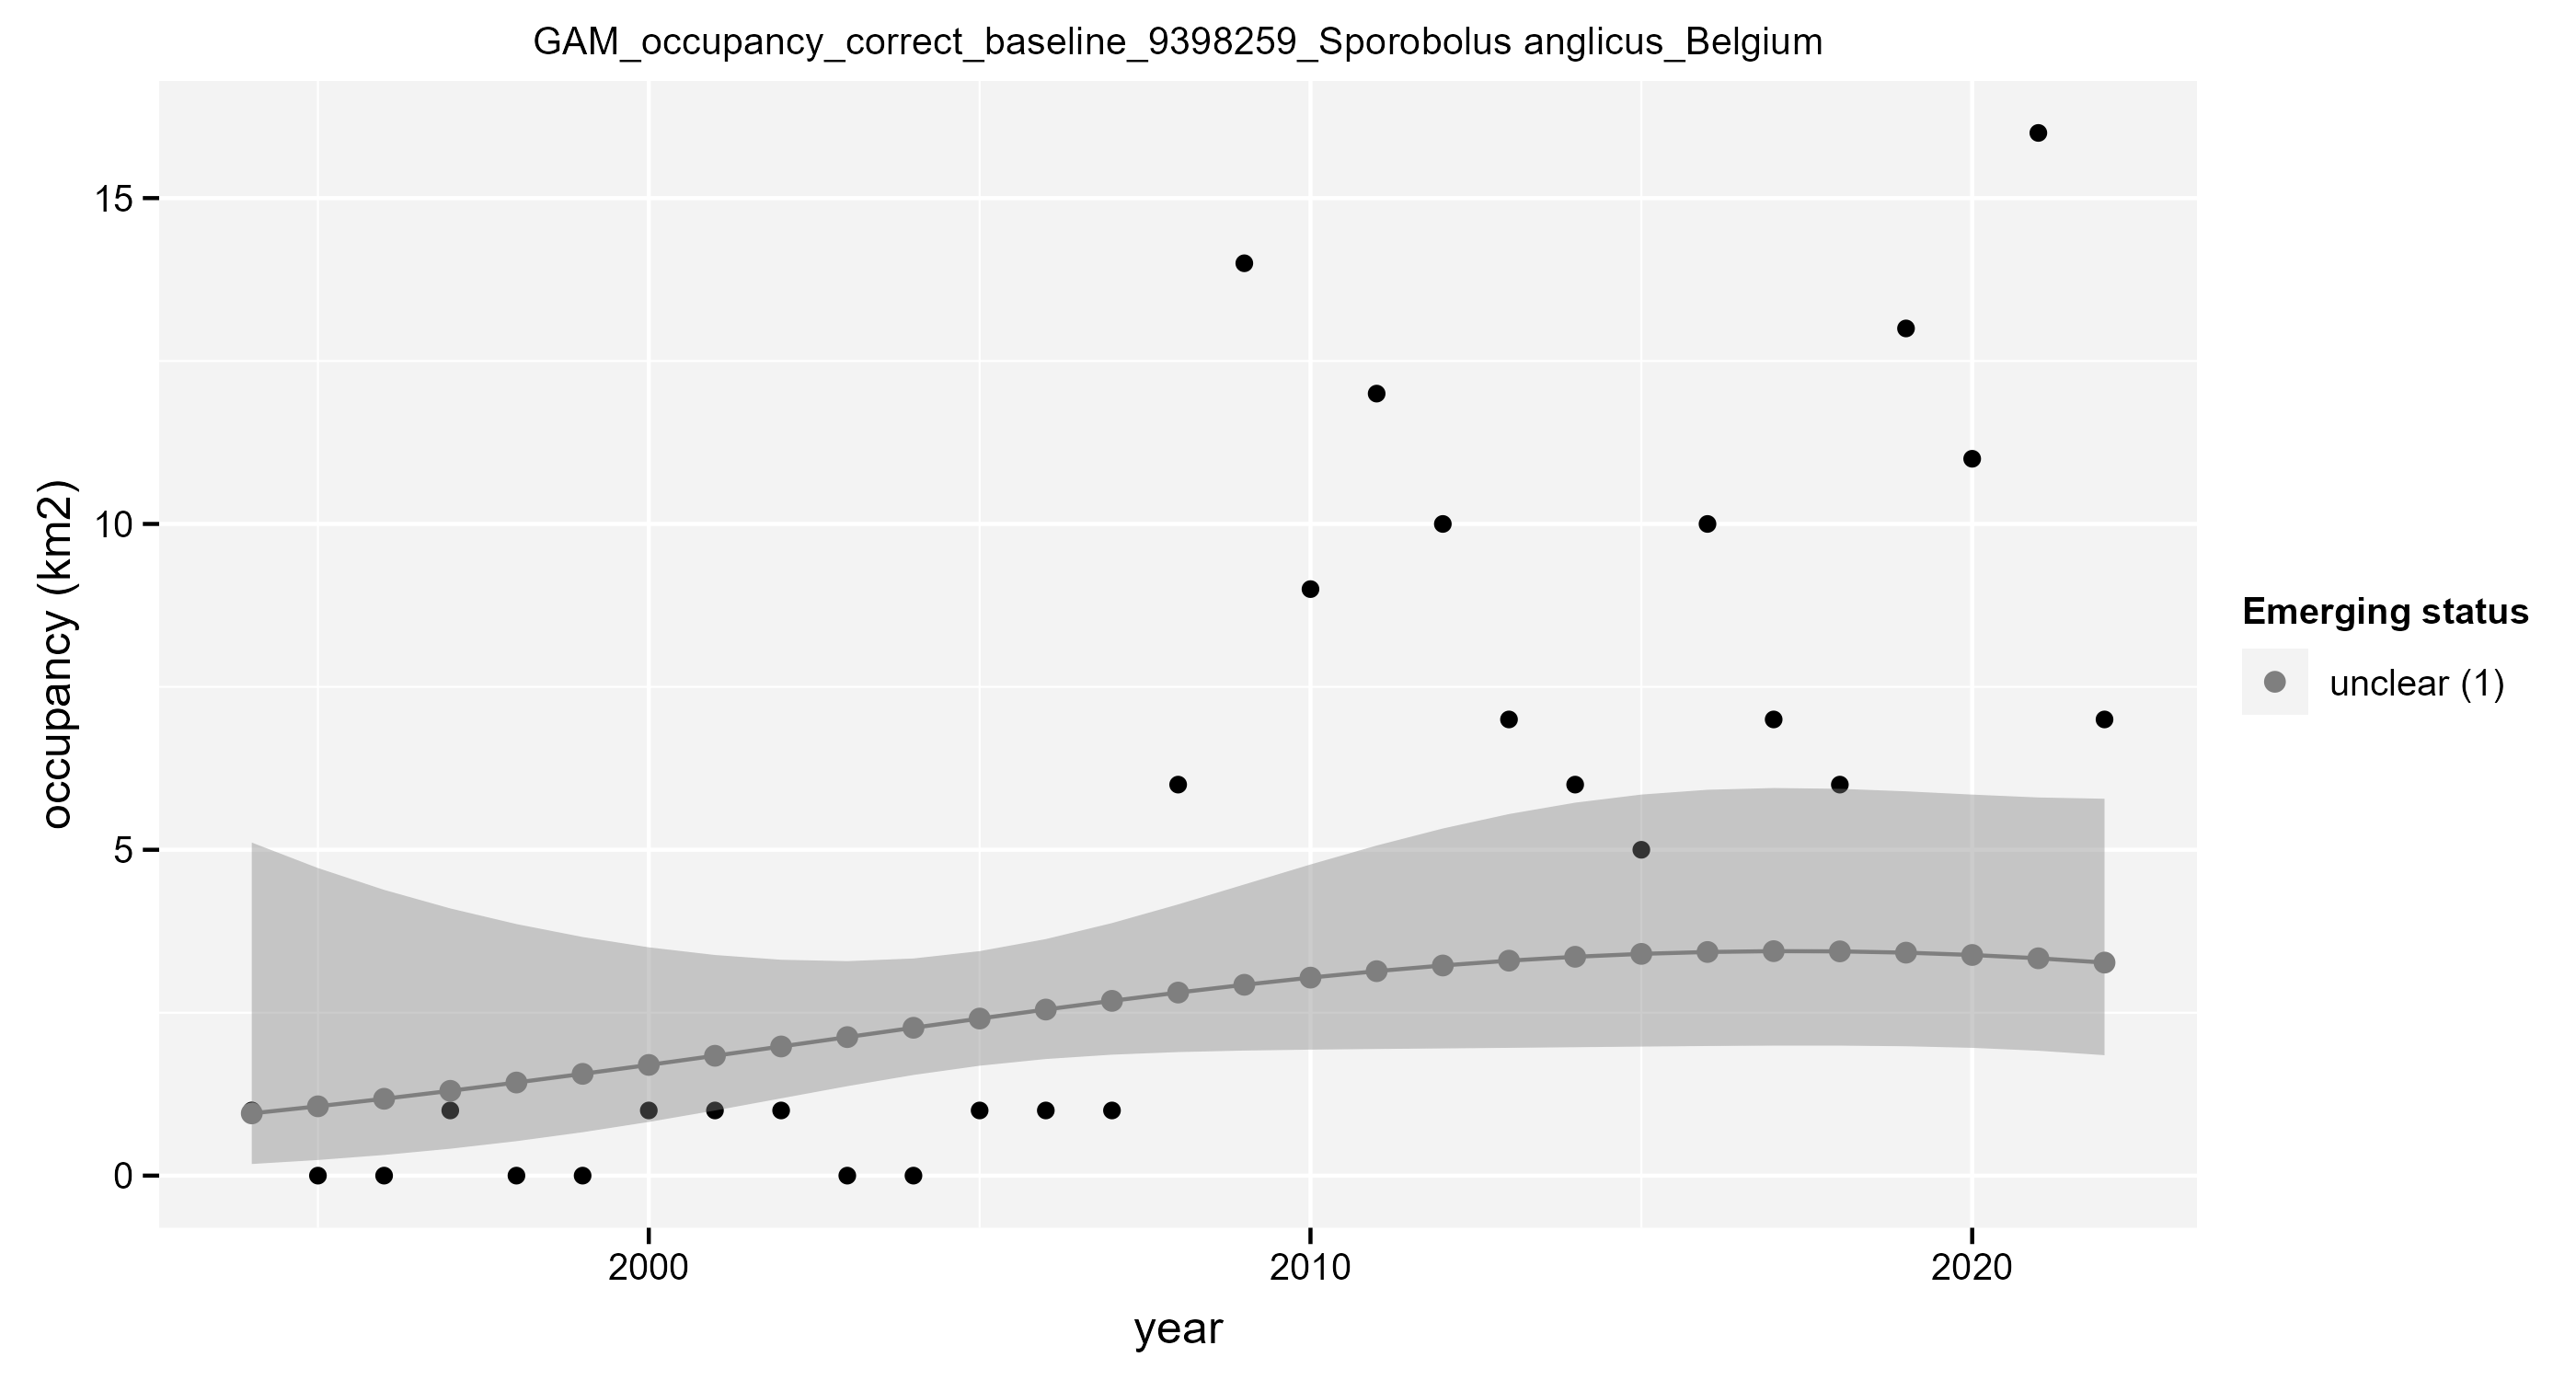 GAM_occupancy_correct_baseline_9398259_Sporobolus anglicus_Belgium
15
10
5
0
occupancy (km2)
2000
2010
2020
year
Emerging status
unclear (1)